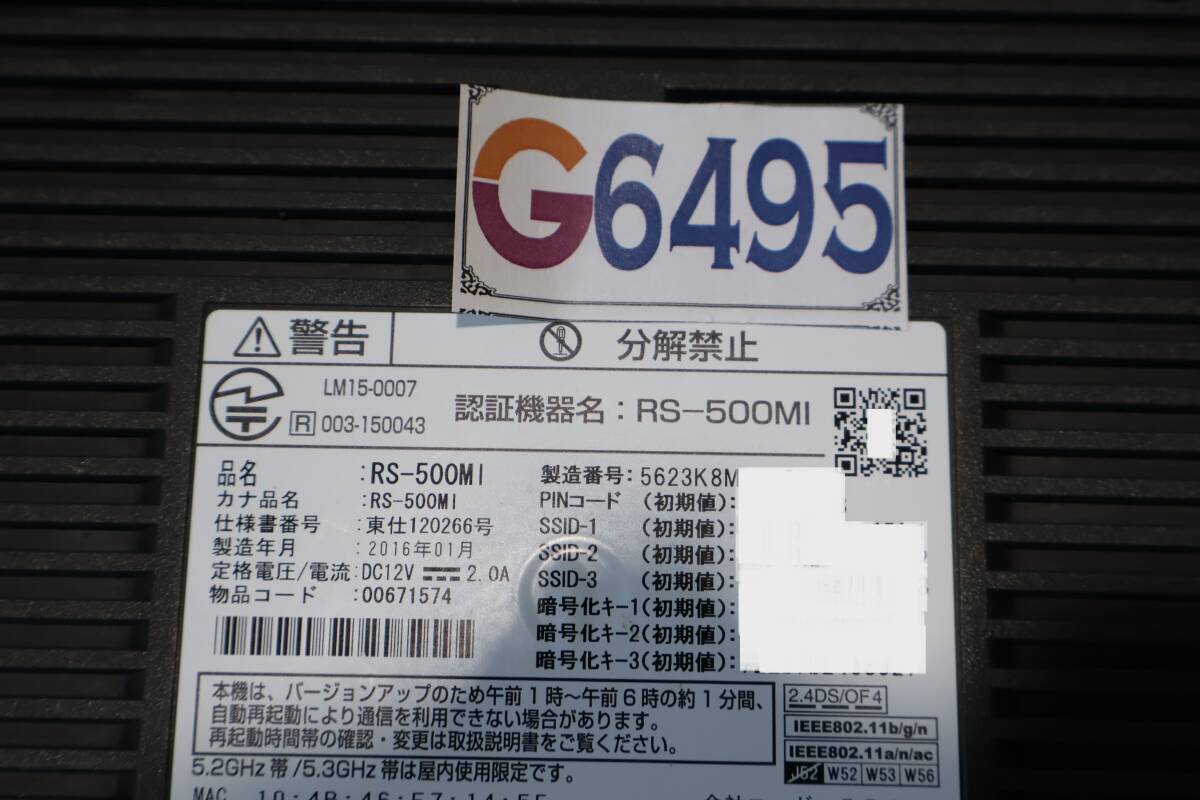 G6495
警告
分解禁止
LM15-0007
R 003-150043
認証機器名：RS-500MI
品名 :RS-500MI
カナ品名 :RS-500MI
仕様書番号 :東仕120266号
製造年月 :2016年01月
定格電圧/電流:DC12V 2.0A
物品コード :00671574
製造番号:5623K8M
PINコード (初期値):
SSID-1 (初期値):
SSID-2 (初期値):
SSID-3 (初期値):
暗号化キー1(初期値):
暗号化キー2(初期値):
暗号化キー3(初期値):
本機は、バージョンアップのため午前1時～午前6時の約1分間、
自動再起動により通信を利用できない場合があります。
再起動時間帯の確認・変更は取扱説明書をご覧ください。
5.2GHz帯/5.3GHz帯は屋内使用限定です。
2.4DS/OF4
IEEE802.11b/g/n
IEEE802.11a/n/ac
J52 W52 W53 W56
MAC